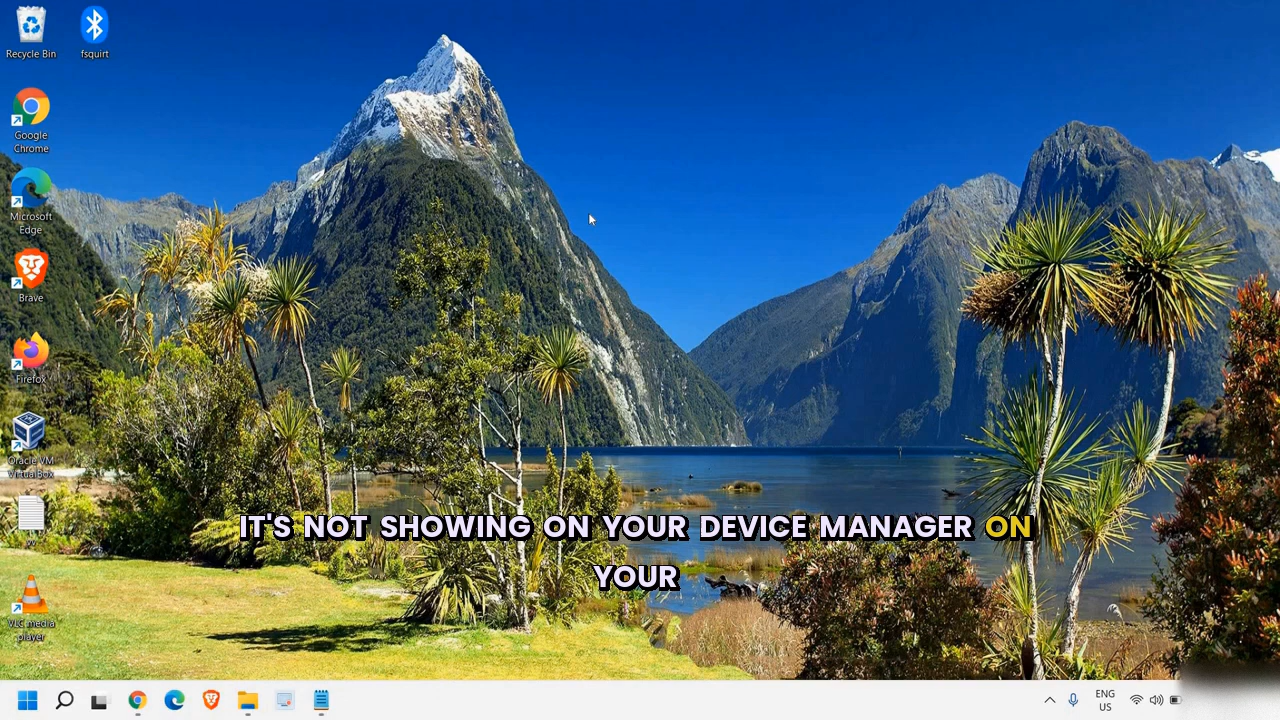 Recycle Bin
fsquirt
Google
Chrome
Microsoft
Edge
Brave
Firefox
Oracle VM
VirtualBox
IT'S NOT SHOWING ON YOUR DEVICE MANAGER ON
YOUR
VLC media
player
ENG
US